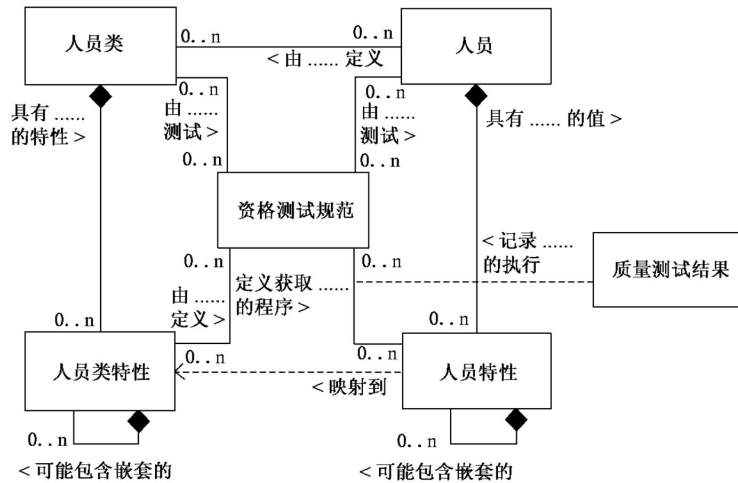 人员类
0..n
0..n
人员
< 由 …… 定义
0..n
0..n
具有 ……
的特性 >
由 ……
测试 >
由 ……
测试 >
具有 …… 的值 >
0..n
0..n
资格测试规范
< 记录 ……
的执行
质量测试结果
0..n
0..n
由 ……
定义 >
定义获取 ……
的程序 >
0..n
0..n
人员类特性
0..n
0..n
人员特性
< 映射到
0..n
0..n
< 可能包含嵌套的
< 可能包含嵌套的